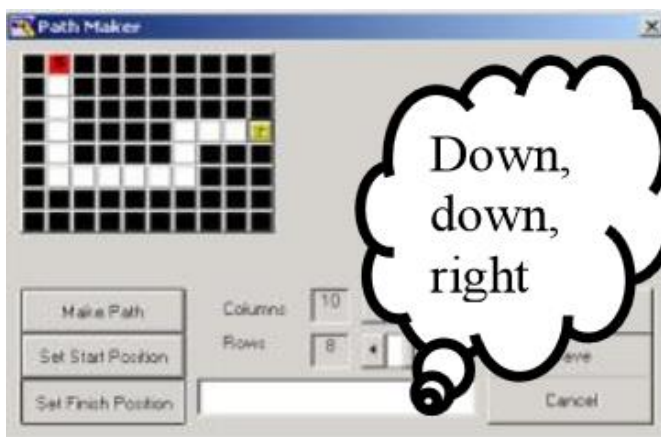 Path Maker
Down,
down,
right
Make Path
Columns
10
Rows
8
Set Start Position
Set Finish Position
Cancel